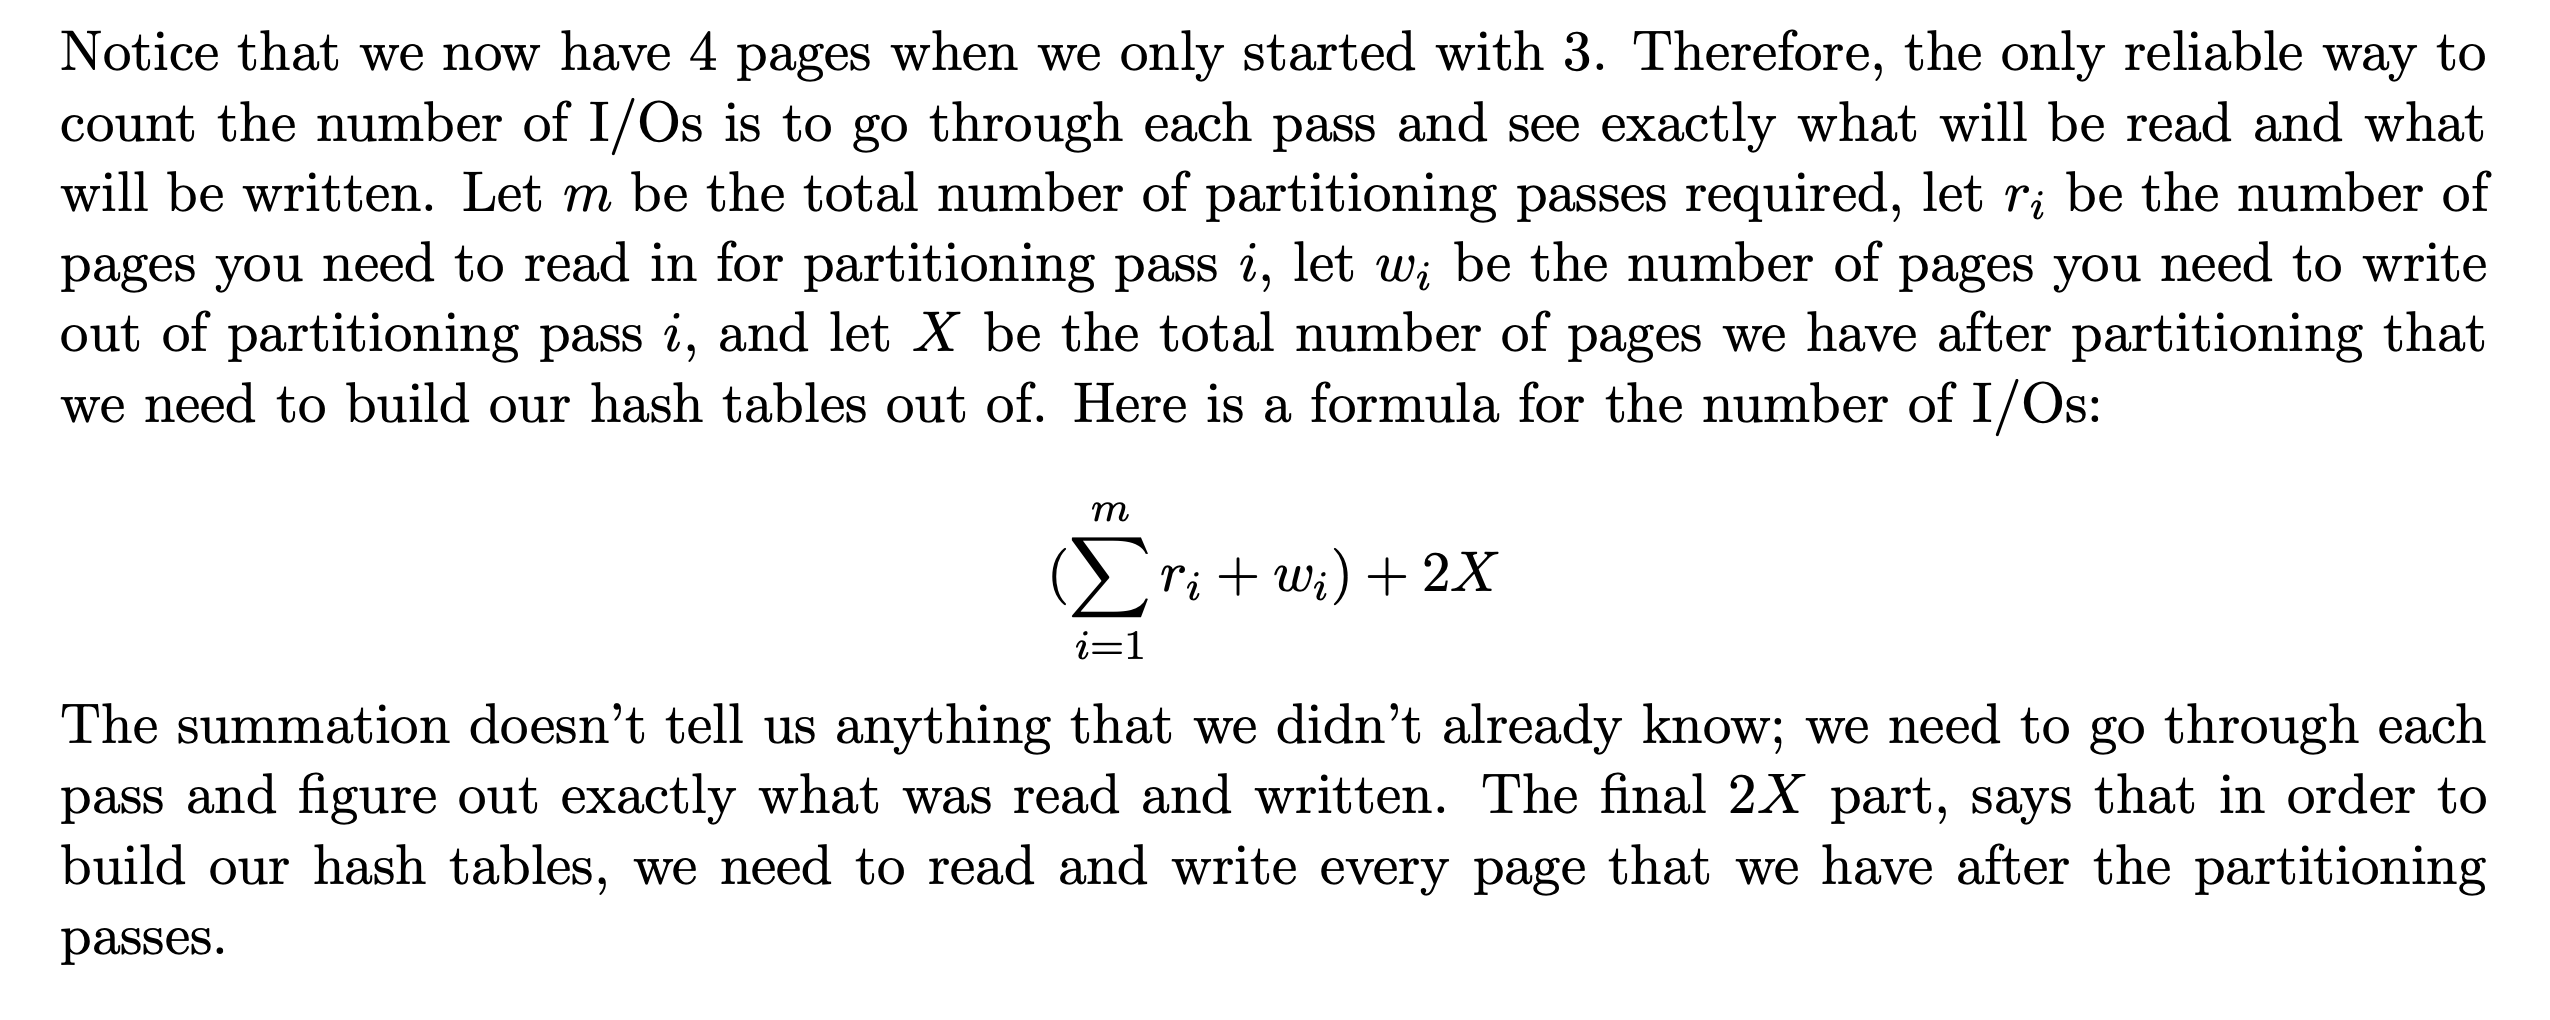 Notice that we now have 4 pages when we only started with 3. Therefore, the only reliable way to
count the number of I/Os is to go through each pass and see exactly what will be read and what
will be written. Let m be the total number of partitioning passes required, let r_i be the number of
pages you need to read in for partitioning pass i, let w_i be the number of pages you need to write
out of partitioning pass i, and let X be the total number of pages we have after partitioning that
we need to build our hash tables out of. Here is a formula for the number of I/Os:
(\sum_{i=1}^{m} r_i + w_i) + 2X
The summation doesn't tell us anything that we didn't already know; we need to go through each
pass and figure out exactly what was read and written. The final 2X part, says that in order to
build our hash tables, we need to read and write every page that we have after the partitioning
passes.